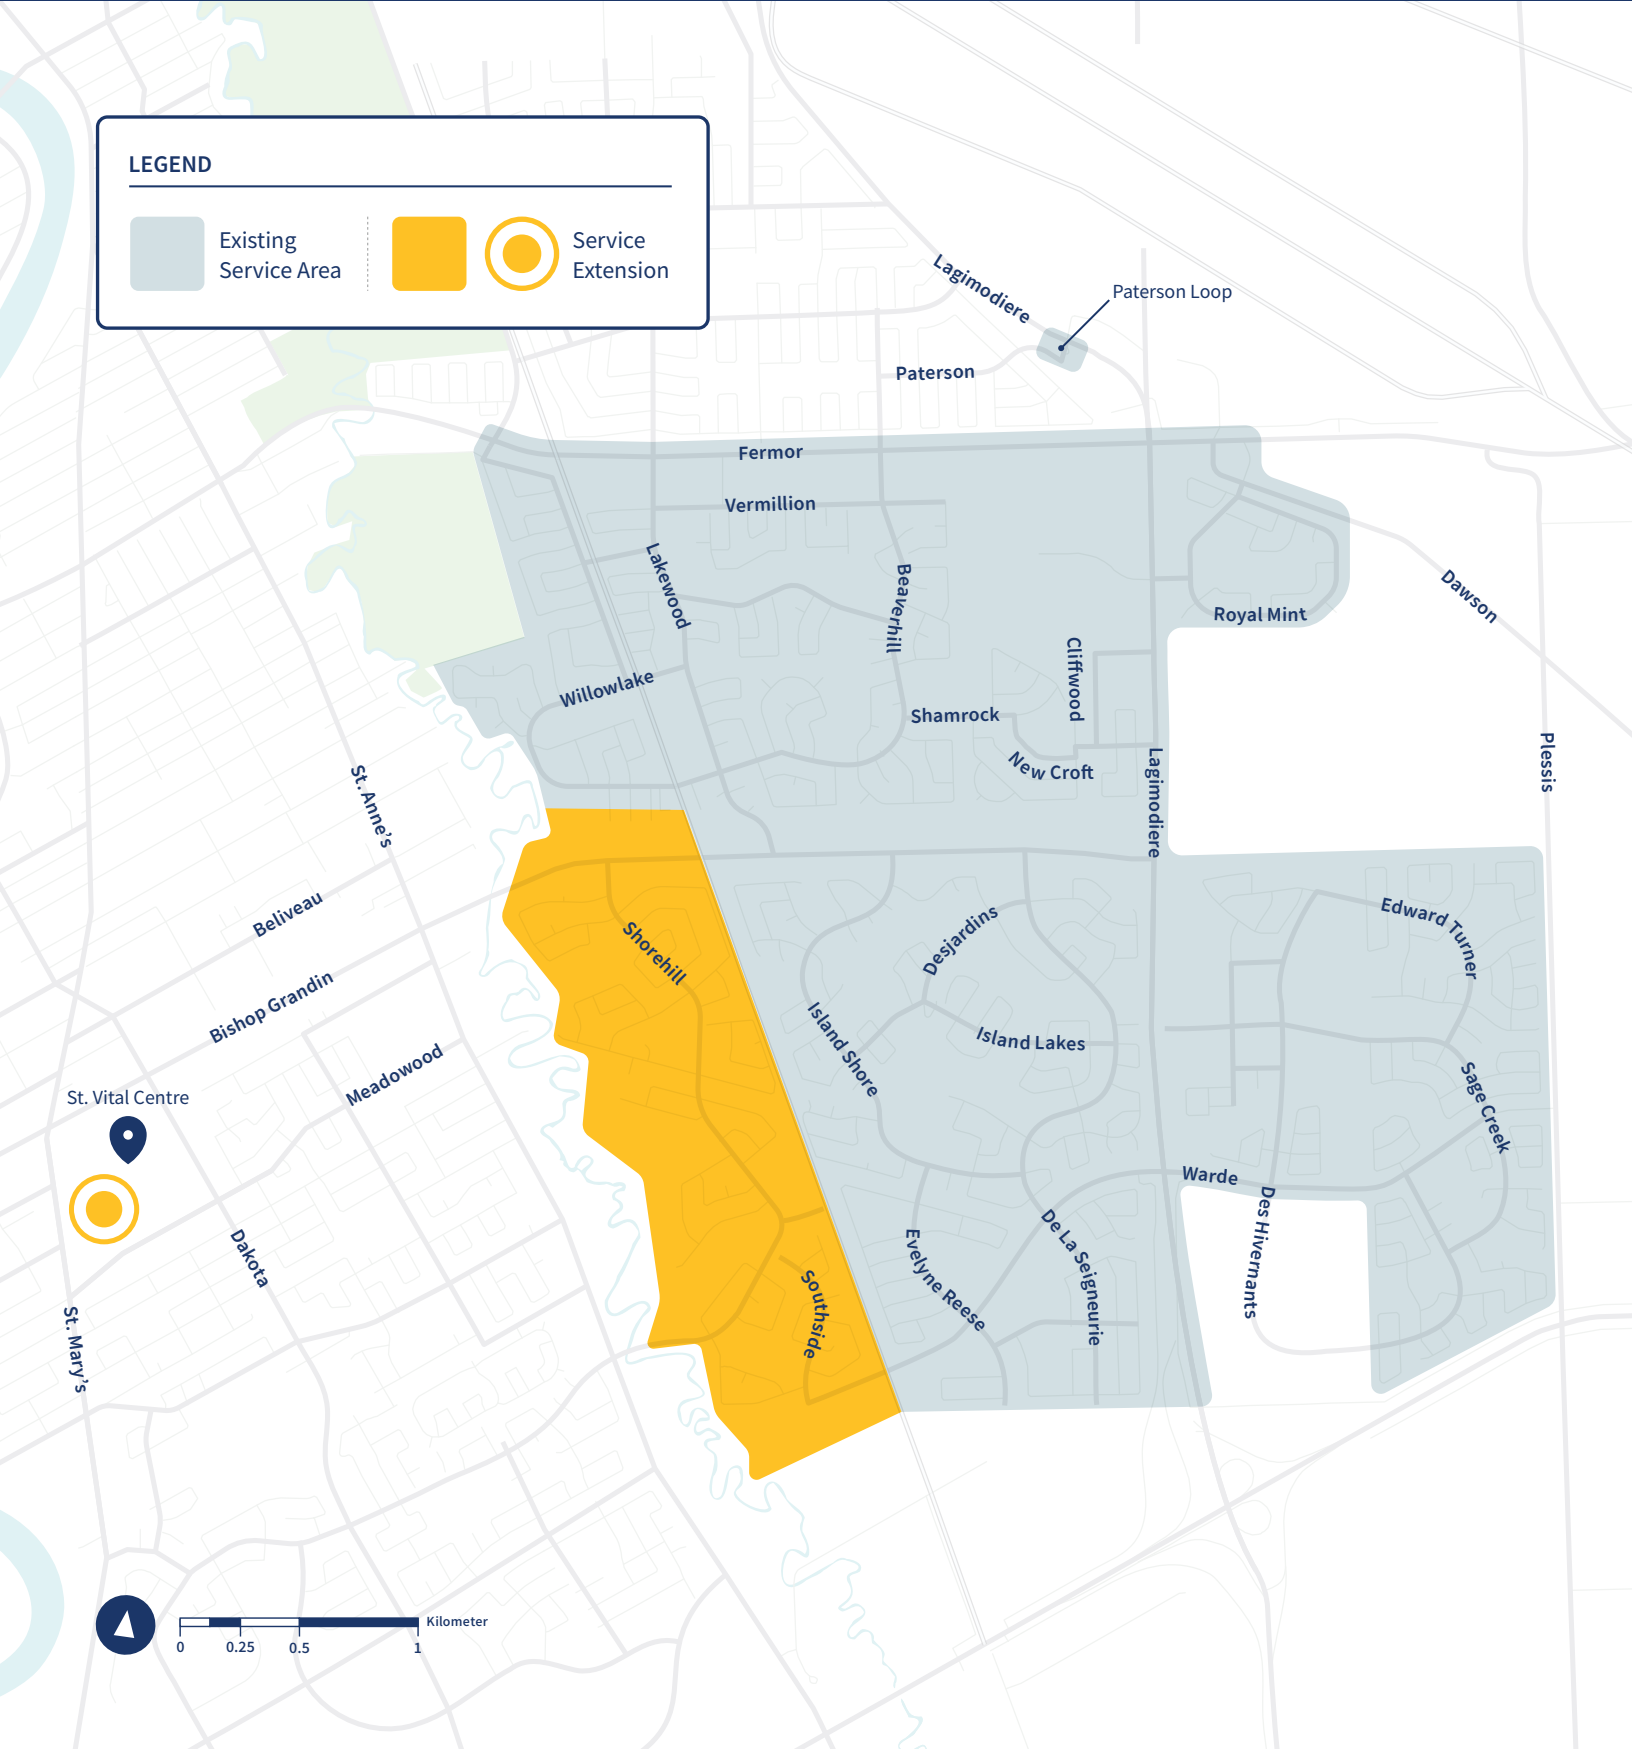 LEGEND
Existing
Service Area
Service
Extension
Lagimodiere
Paterson Loop
Paterson
Fermor
Vermillion
Lakewood
Beaverhill
Dawson
Royal Mint
Cliffwood
Willowlake
Shamrock
New Croft
Lagimodiere
Plessis
St. Anne's
Beliveau
Shorehill
Desjardins
Edward Turner
Bishop Grandin
Island Shore
Island Lakes
Meadowood
Sage Creek
St. Vital Centre
Warde
Des Hivernants
De La Seigneurie
Evelyne Reese
Dakota
Southside
St. Mary's
Kilometer
0 0.25 0.5 1